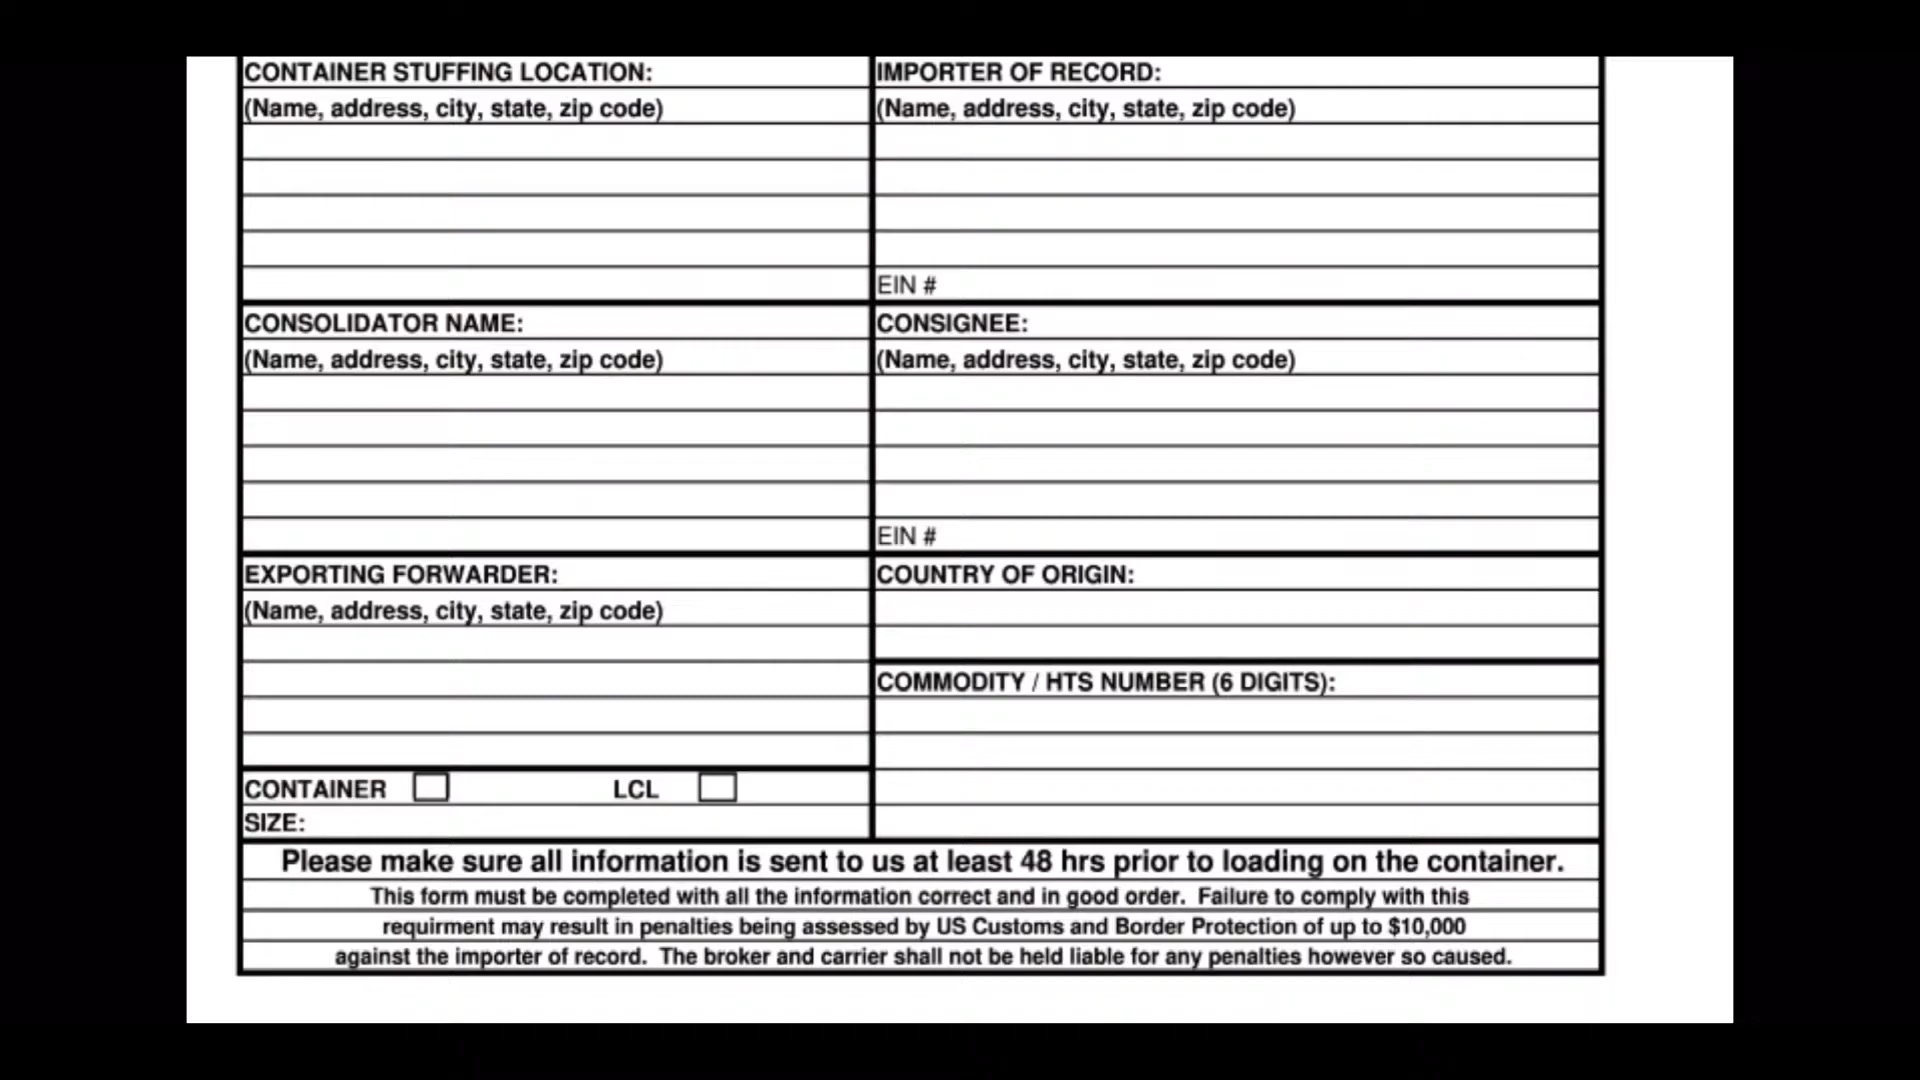 CONTAINER STUFFING LOCATION:
(Name, address, city, state, zip code)
IMPORTER OF RECORD:
(Name, address, city, state, zip code)
EIN #
CONSOLIDATOR NAME:
(Name, address, city, state, zip code)
CONSIGNEE:
(Name, address, city, state, zip code)
EIN #
EXPORTING FORWARDER:
(Name, address, city, state, zip code)
COUNTRY OF ORIGIN:
COMMODITY / HTS NUMBER (6 DIGITS):
CONTAINER LCL
SIZE:
Please make sure all information is sent to us at least 48 hrs prior to loading on the container.
This form must be completed with all the information correct and in good order. Failure to comply with this
requirment may result in penalties being assessed by US Customs and Border Protection of up to $10,000
against the importer of record. The broker and carrier shall not be held liable for any penalties however so caused.